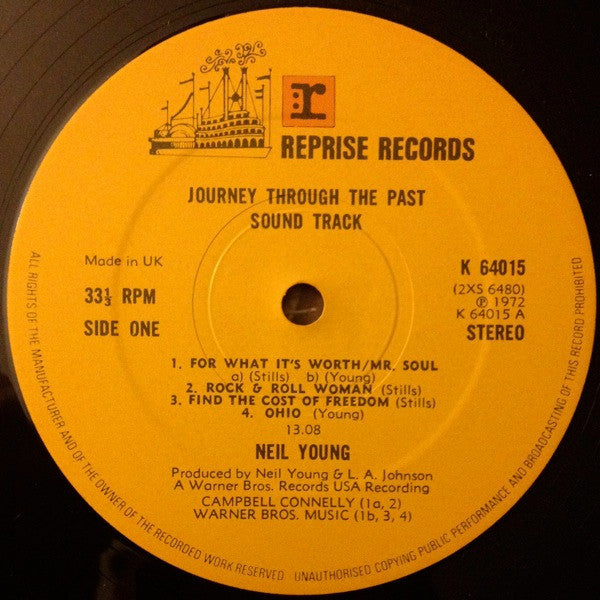 r
REPRISE RECORDS
JOURNEY THROUGH THE PAST
SOUND TRACK
Made in UK
33⅓ RPM
SIDE ONE
K 64015
(2XS 6480)
℗ 1972
K 64015 A
STEREO
1. FOR WHAT IT'S WORTH/MR. SOUL
a) (Stills) b) (Young)
2. ROCK & ROLL WOMAN (Stills)
3. FIND THE COST OF FREEDOM (Stills)
4. OHIO (Young)
13.08
NEIL YOUNG
Produced by Neil Young & L. A. Johnson
A Warner Bros. Records USA Recording
CAMPBELL CONNELLY (1a, 2)
WARNER BROS. MUSIC (1b, 3, 4)
ALL RIGHTS OF THE MANUFACTURER AND OF THE OWNER OF THE RECORDED WORK RESERVED UNAUTHORISED COPYING PUBLIC PERFORMANCE AND BROADCASTING OF THIS RECORD PROHIBITED